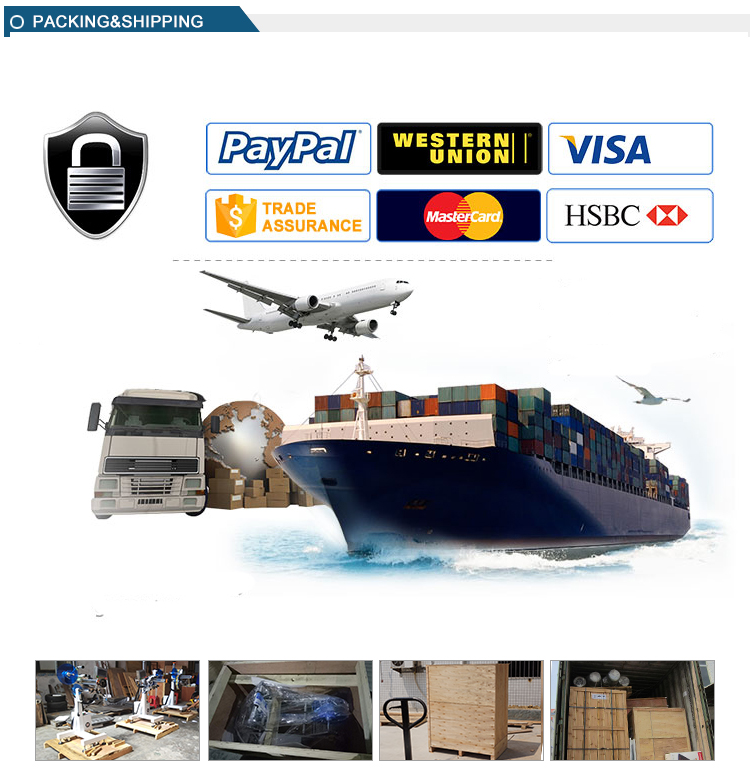 PACKING&SHIPPING
PayPal
WESTERN
UNION
VISA
TRADE
ASSURANCE
MasterCard
HSBC